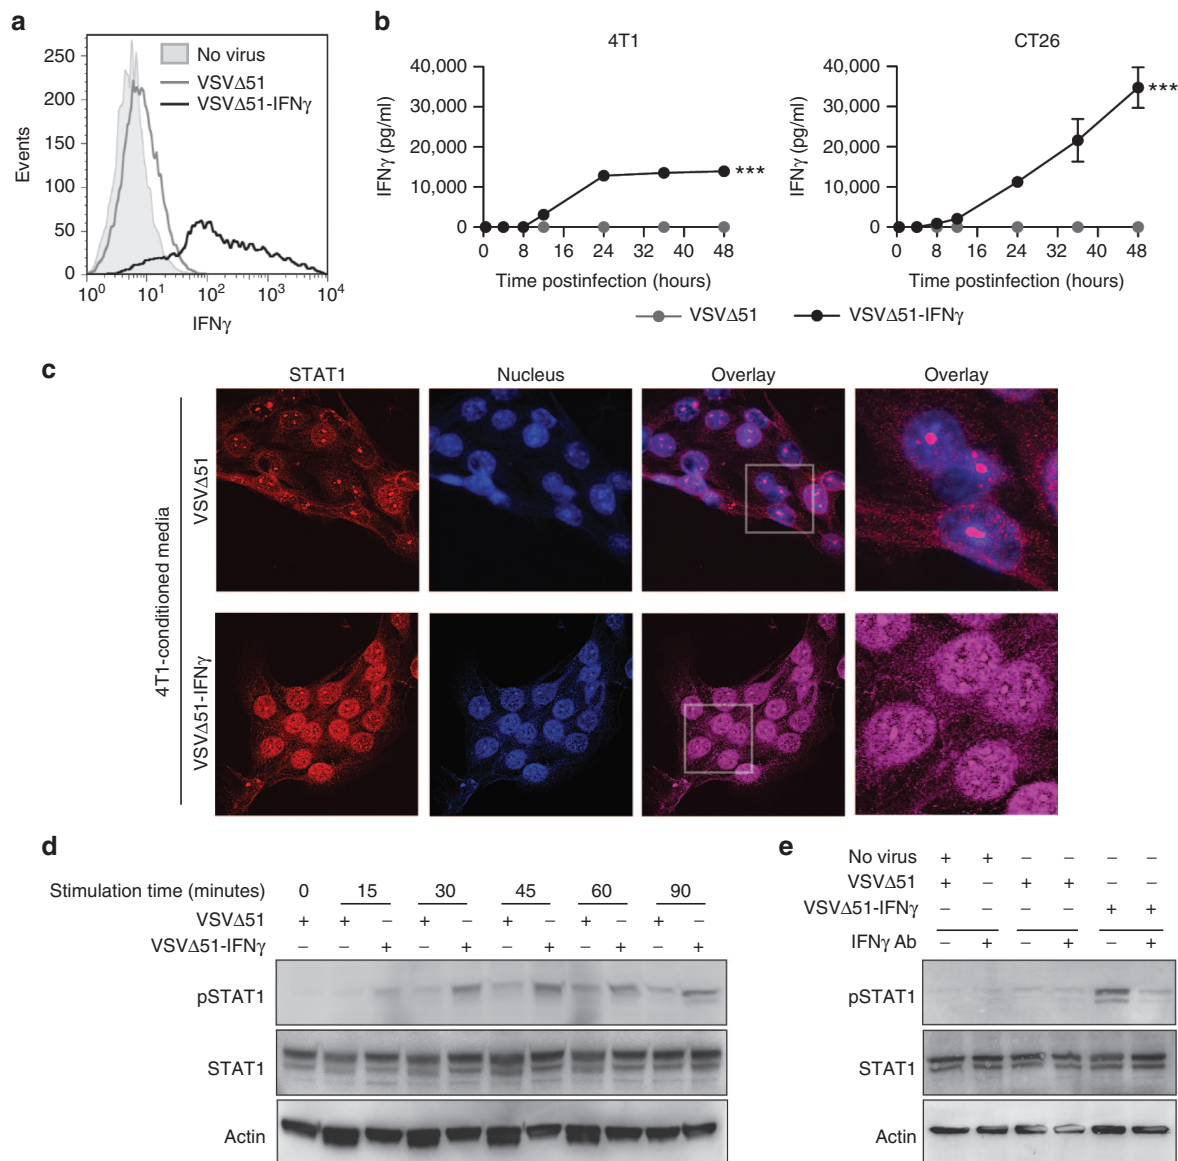 a
No virus
VSVΔ51
VSVΔ51-IFNγ
250
200
150
100
50
0
Events
10⁰ 10¹ 10² 10³ 10⁴
IFNγ
b
4T1
40,000
30,000
20,000
10,000
0
IFNγ (pg/ml)
***
0 8 16 24 32 40 48
Time postinfection (hours)
CT26
40,000
30,000
20,000
10,000
0
IFNγ (pg/ml)
***
0 8 16 24 32 40 48
Time postinfection (hours)
VSVΔ51 VSVΔ51-IFNγ
c
STAT1 Nucleus Overlay Overlay
4T1-conditioned media
VSVΔ51
VSVΔ51-IFNγ
d
Stimulation time (minutes) 0 15 30 45 60 90
VSVΔ51 + + − + − + − + − + −
VSVΔ51-IFNγ − − + − + − + − + − +
pSTAT1
STAT1
Actin
e
No virus + + − − − −
VSVΔ51 + − + + − −
VSVΔ51-IFNγ − − − − + +
IFNγ Ab − + − + − +
pSTAT1
STAT1
Actin